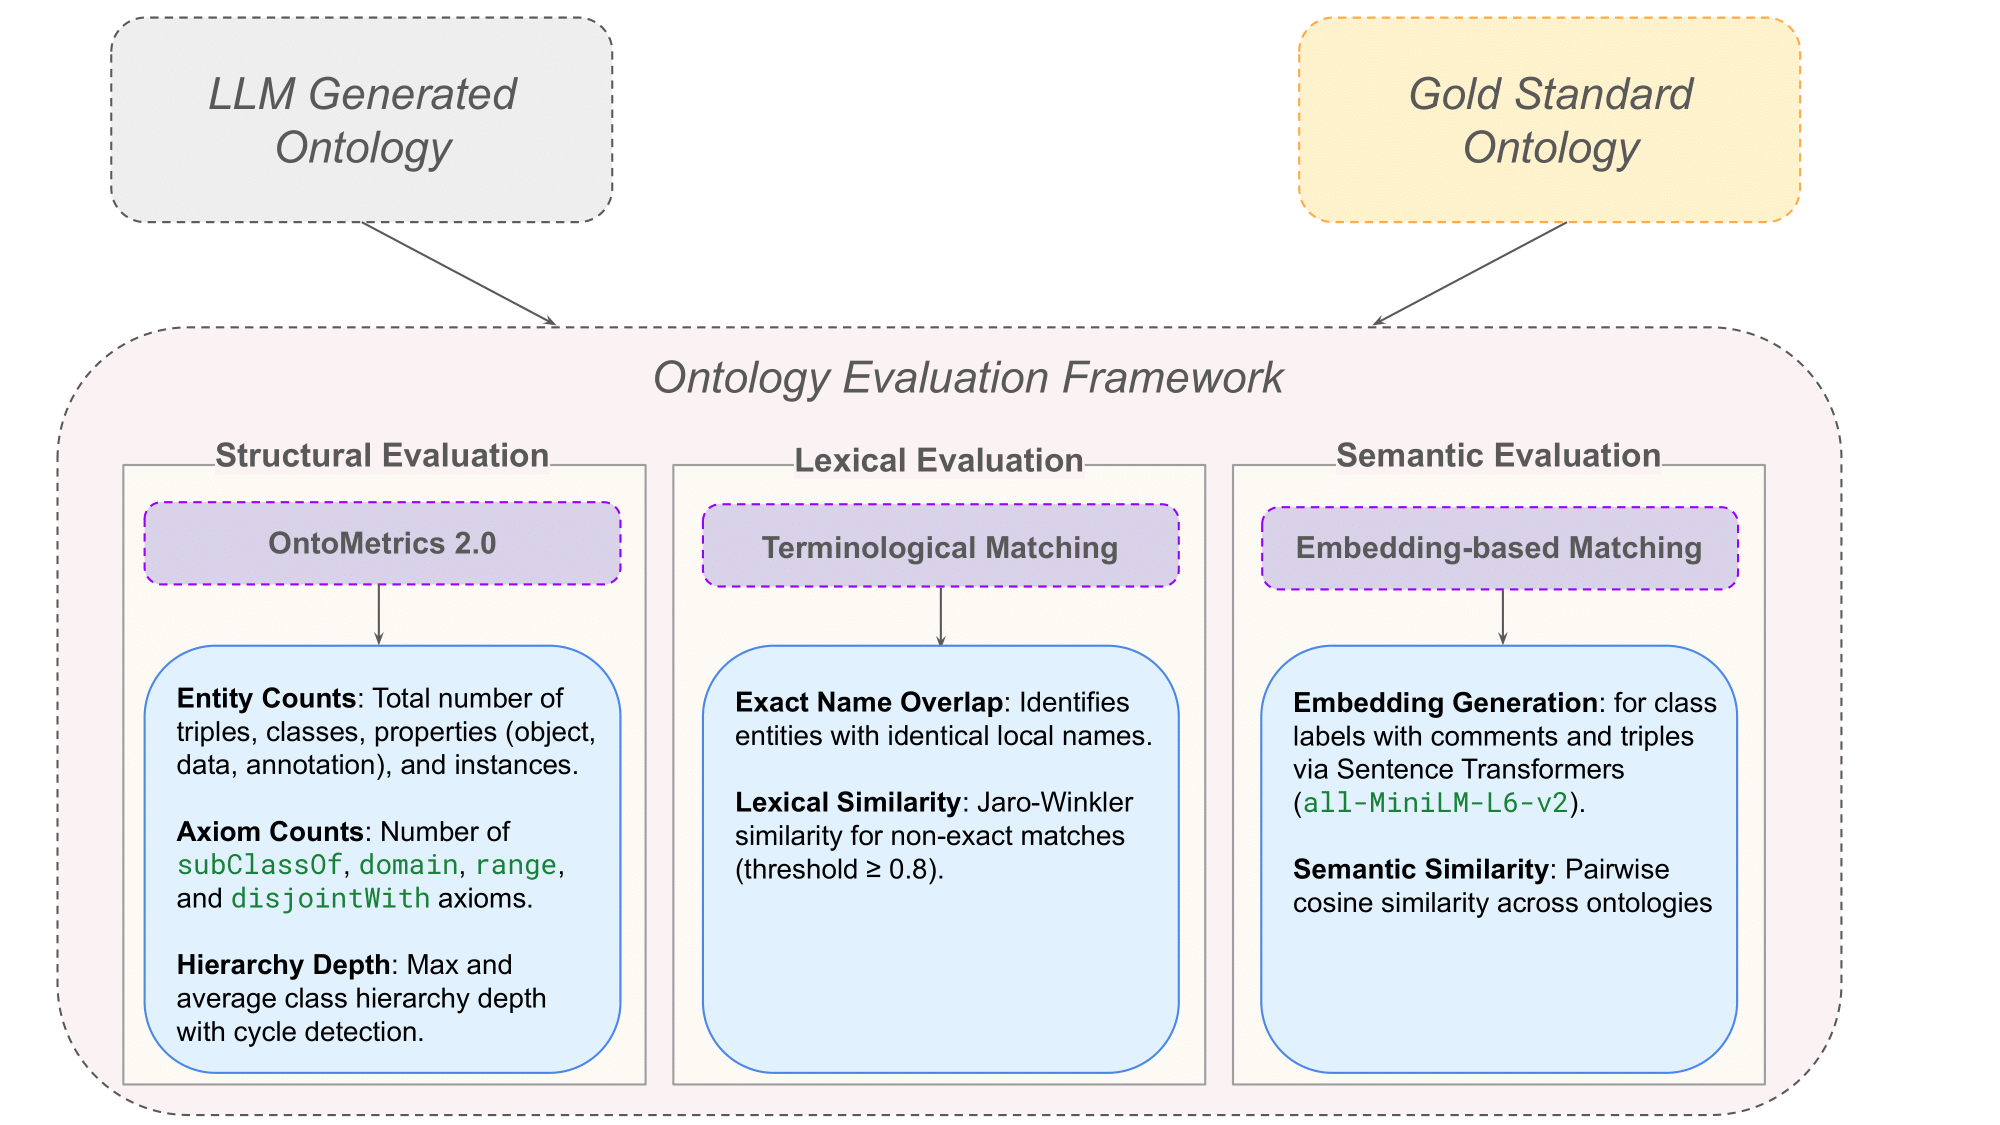 LLM Generated
Ontology
Gold Standard
Ontology
Ontology Evaluation Framework
Structural Evaluation
OntoMetrics 2.0
Entity Counts: Total number of
triples, classes, properties (object,
data, annotation), and instances.
Axiom Counts: Number of
subClassOf, domain, range,
and disjointWith axioms.
Hierarchy Depth: Max and
average class hierarchy depth
with cycle detection.
Lexical Evaluation
Terminological Matching
Exact Name Overlap: Identifies
entities with identical local names.
Lexical Similarity: Jaro-Winkler
similarity for non-exact matches
(threshold ≥ 0.8).
Semantic Evaluation
Embedding-based Matching
Embedding Generation: for class
labels with comments and triples
via Sentence Transformers
(all-MiniLM-L6-v2).
Semantic Similarity: Pairwise
cosine similarity across ontologies